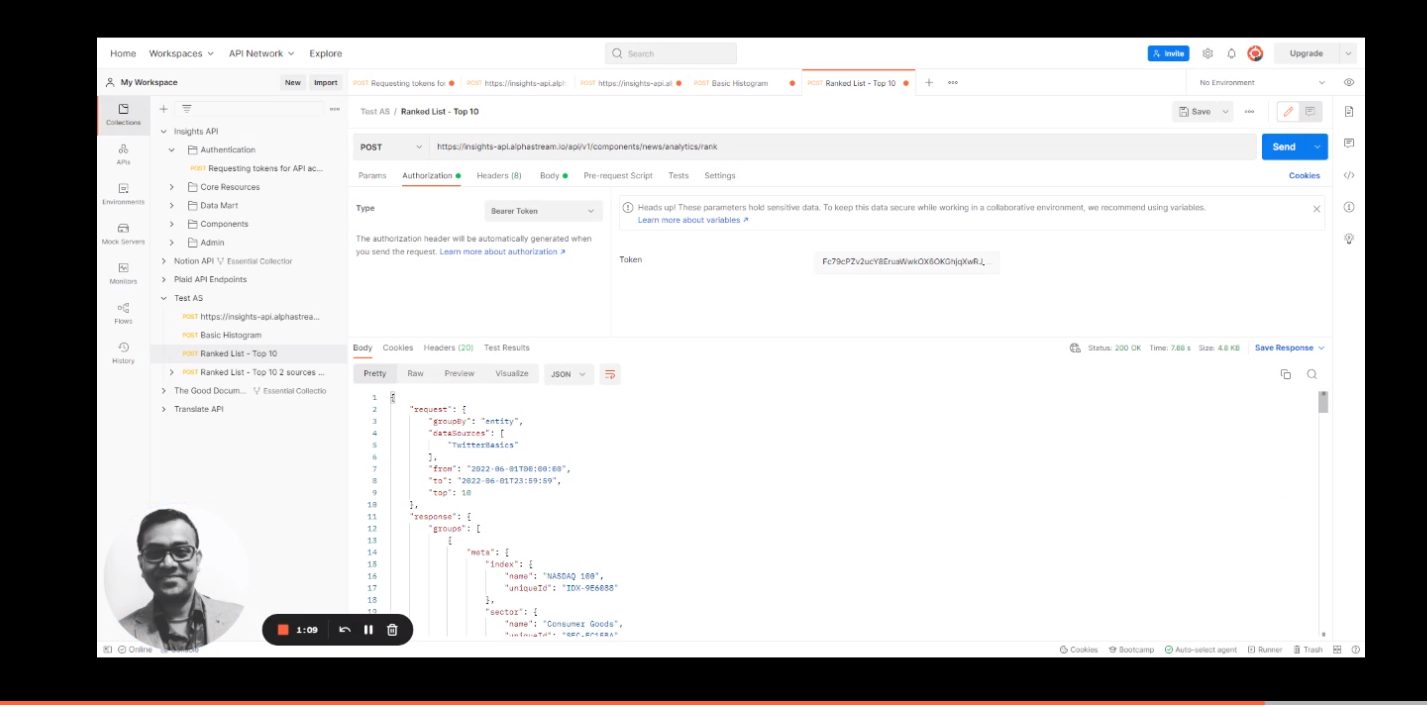 Home Workspaces API Network Explore Search Invite Upgrade
My Workspace New Import POST Requesting tokens for POST https://insights-api.alph POST https://insights-api.al POST Basic Histogram POST Ranked List - Top 10 No Environment
Collections
APIs
Environments
Mock Servers
Monitors
Flows
History
Insights API
Authentication
POST Requesting tokens for API ac...
Core Resources
Data Mart
Components
Admin
Notion API Essential Collectior
Plaid API Endpoints
Test AS
POST https://insights-api.alphastrea...
POST Basic Histogram
POST Ranked List - Top 10
POST Ranked List - Top 10 2 sources ...
The Good Docum... Essential Collectio
Translate API
Test AS / Ranked List - Top 10 Save
POST https://insights-api.alphastream.io/api/v1/components/news/analytics/rank Send
Params Authorization Headers (8) Body Pre-request Script Tests Settings Cookies
Type Bearer Token
The authorization header will be automatically generated when
you send the request. Learn more about authorization
Heads up! These parameters hold sensitive data. To keep this data secure while working in a collaborative environment, we recommend using variables.
Learn more about variables
Token
Body Cookies Headers (20) Test Results Status: 200 OK Time: 7.88 s Size: 4.8 KB Save Response
Pretty Raw Preview Visualize JSON
1 {
2 "request": {
3 "groupBy": "entity",
4 "dataSources": [
5 "TwitterBasics"
6 ],
7 "from": "2022-06-01T00:00:00",
8 "to": "2022-06-01T23:59:59",
9 "top": 10
10 },
11 "response": {
12 "groups": [
13 {
14 "meta": {
15 "index": {
16 "name": "NASDAQ 100",
17 "uniqueId": "IDX-9E6088"
18 },
19 "sector": {
"name": "Consumer Goods",
1:09
Online Console Cookies Bootcamp Auto-select agent Runner Trash